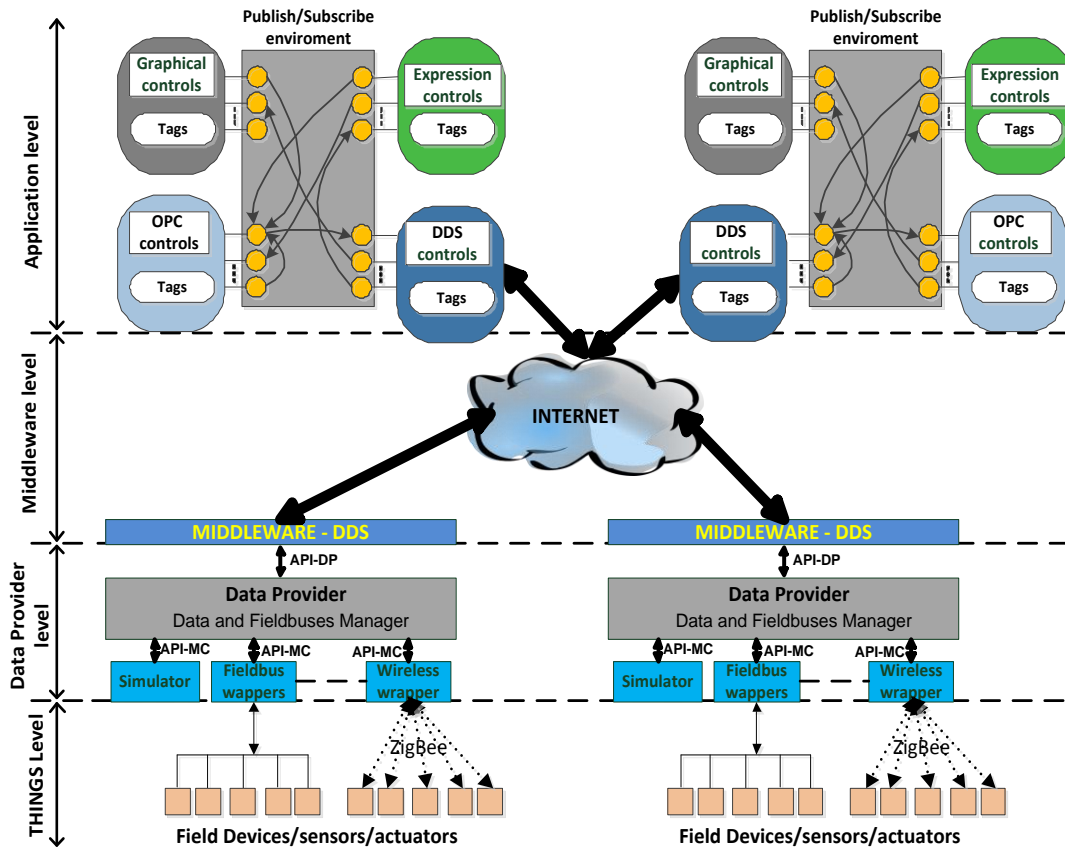 Publish/Subscribe
enviroment
Graphical
controls
Tags
Expression
controls
Tags
OPC
controls
Tags
DDS
controls
Tags
Publish/Subscribe
enviroment
Graphical
controls
Tags
Expression
controls
Tags
DDS
controls
Tags
OPC
controls
Tags
Application level
Middleware level
INTERNET
MIDDLEWARE - DDS
MIDDLEWARE - DDS
Data Provider
level
API-DP
Data Provider
Data and Fieldbuses Manager
API-MC
API-MC
API-MC
Simulator
Fieldbus
wappers
Wireless
wrapper
API-DP
Data Provider
Data and Fieldbuses Manager
API-MC
API-MC
API-MC
Simulator
Fieldbus
wappers
Wireless
wrapper
THINGS Level
ZigBee
Field Devices/sensors/actuators
ZigBee
Field Devices/sensors/actuators